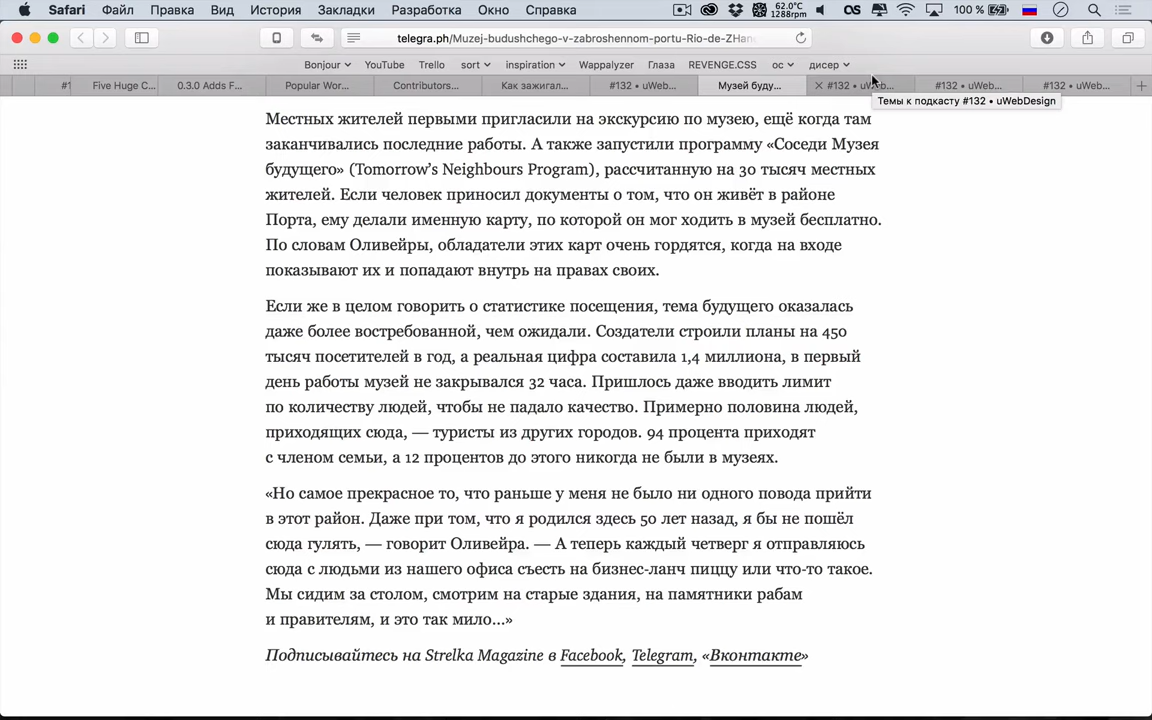 Safari Файл Правка Вид История Закладки Разработка Окно Справка 62.0°C 1288rpm 100 %
telegra.ph/Muzej-budushchego-v-zabroshennom-portu-Rio-de-ZHan
Bonjour YouTube Trello sort inspiration Wappalyzer Глаза REVENGE.CSS ос дисер
#1 Five Huge C... 0.3.0 Adds F... Popular Wor... Contributors... Как зажигал... #132 • uWeb... Музей буду... #132 • uWeb... #132 • uWeb... #132 • uWeb...
Темы к подкасту #132 • uWebDesign
Местных жителей первыми пригласили на экскурсию по музею, ещё когда там
заканчивались последние работы. А также запустили программу «Соседи Музея
будущего» (Tomorrow’s Neighbours Program), рассчитанную на 30 тысяч местных
жителей. Если человек приносил документы о том, что он живёт в районе
Порта, ему делали именную карту, по которой он мог ходить в музей бесплатно.
По словам Оливейры, обладатели этих карт очень гордятся, когда на входе
показывают их и попадают внутрь на правах своих.
Если же в целом говорить о статистике посещения, тема будущего оказалась
даже более востребованной, чем ожидали. Создатели строили планы на 450
тысяч посетителей в год, а реальная цифра составила 1,4 миллиона, в первый
день работы музей не закрывался 32 часа. Пришлось даже вводить лимит
по количеству людей, чтобы не падало качество. Примерно половина людей,
приходящих сюда, — туристы из других городов. 94 процента приходят
с членом семьи, а 12 процентов до этого никогда не были в музеях.
«Но самое прекрасное то, что раньше у меня не было ни одного повода прийти
в этот район. Даже при том, что я родился здесь 50 лет назад, я бы не пошёл
сюда гулять, — говорит Оливейра. — А теперь каждый четверг я отправляюсь
сюда с людьми из нашего офиса съесть на бизнес-ланч пиццу или что-то такое.
Мы сидим за столом, смотрим на старые здания, на памятники рабам
и правителям, и это так мило...»
Подписывайтесь на Strelka Magazine в Facebook, Telegram, «Вконтакте»